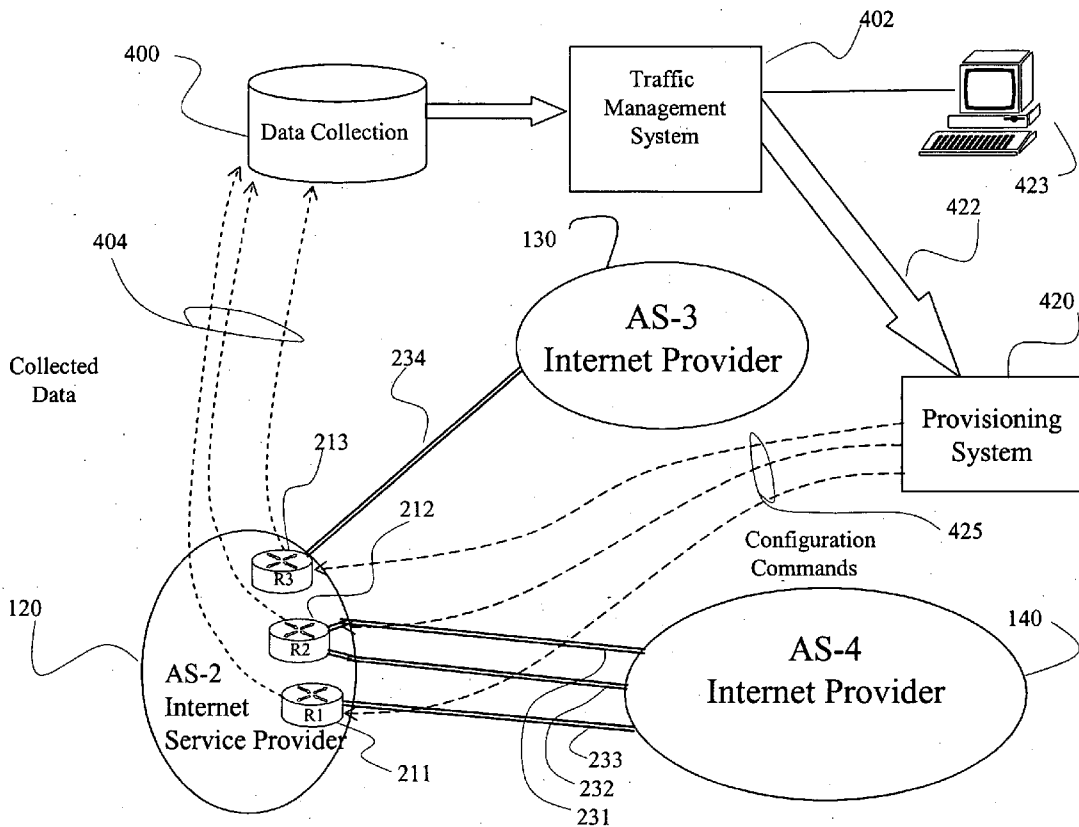 400
402
Data Collection
Traffic
Management
System
423
130
422
404
AS-3
Internet Provider
420
Collected
Data
234
Provisioning
System
213
212
425
Configuration
Commands
R3
120
140
R2
AS-4
Internet Provider
AS-2
Internet
Service Provider
R1
211
233
232
231